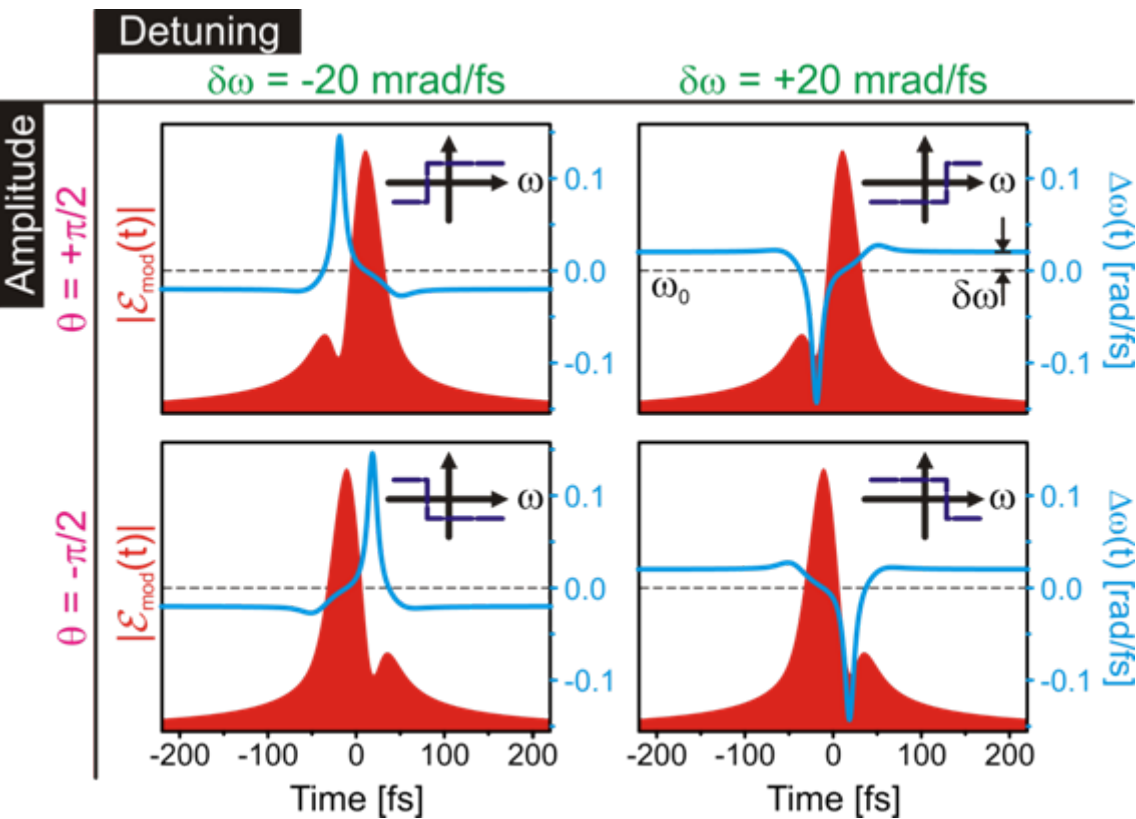 Detuning
δω = -20 mrad/fs
δω = +20 mrad/fs
Amplitude
θ = +π/2
|ℰmod(t)|
ω
0.1
0.0
-0.1
ω
ω₀
δω
0.1
0.0
-0.1
Δω(t) [rad/fs]
θ = -π/2
|ℰmod(t)|
ω
0.1
0.0
-0.1
ω
0.1
0.0
-0.1
Δω(t) [rad/fs]
-200 -100 0 100 200
-200 -100 0 100 200
Time [fs]
Time [fs]